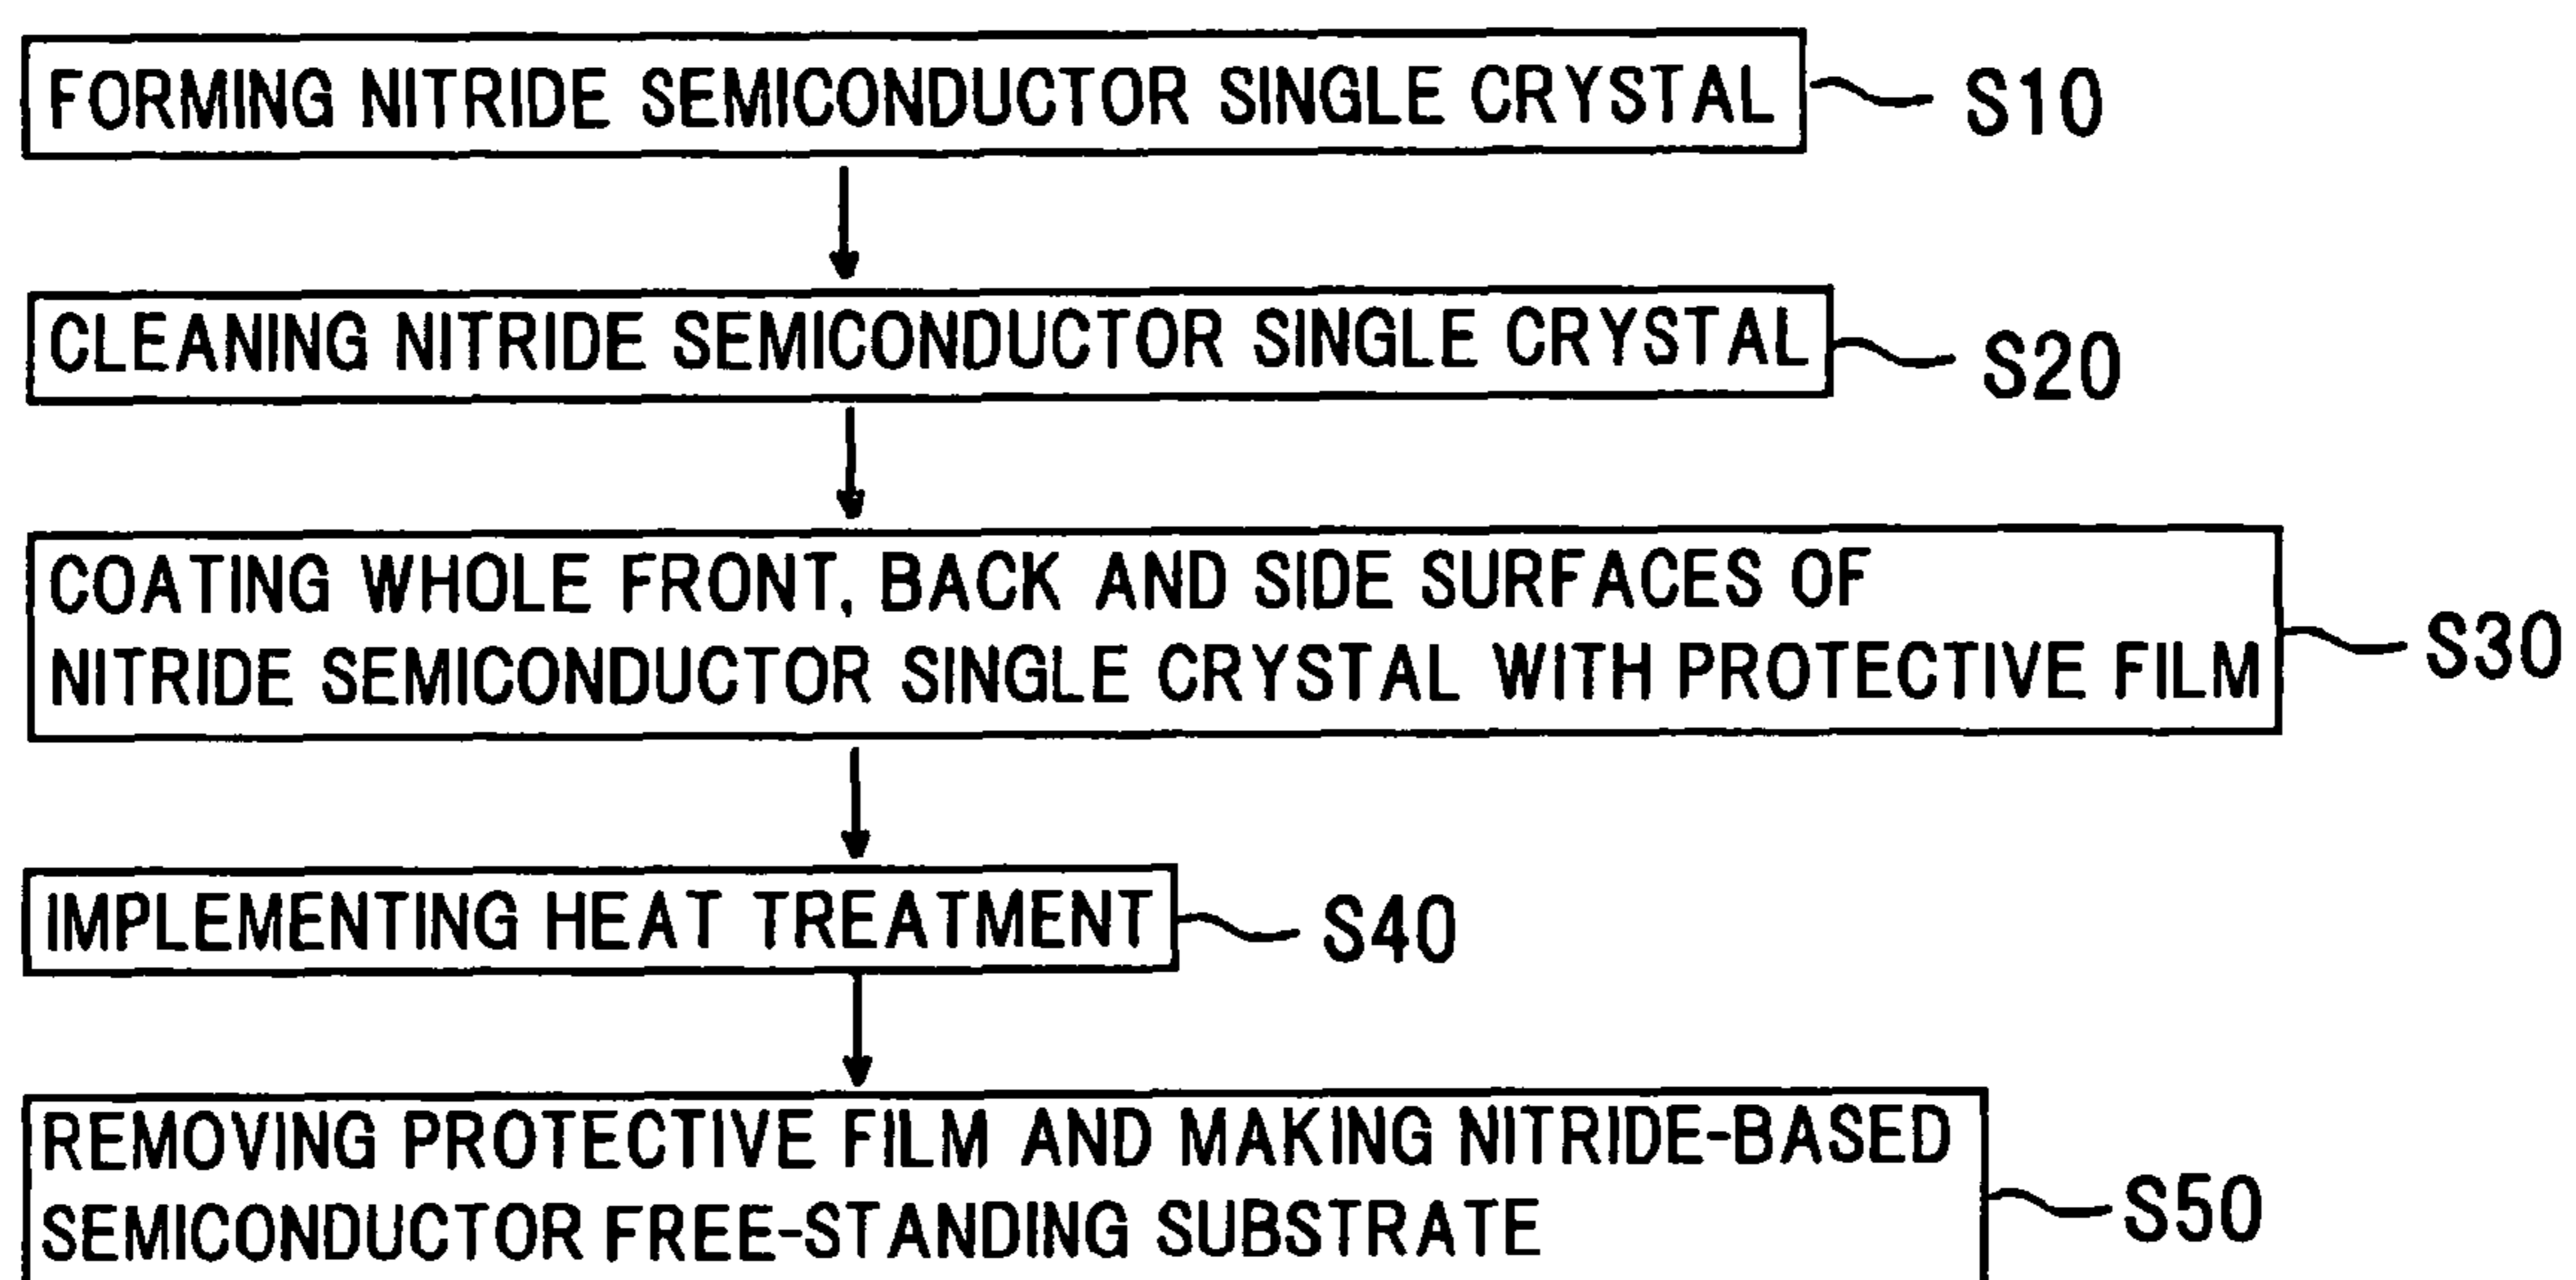 FORMING NITRIDE SEMICONDUCTOR SINGLE CRYSTAL
S10
CLEANING NITRIDE SEMICONDUCTOR SINGLE CRYSTAL
S20
COATING WHOLE FRONT, BACK AND SIDE SURFACES OF
NITRIDE SEMICONDUCTOR SINGLE CRYSTAL WITH PROTECTIVE FILM
S30
IMPLEMENTING HEAT TREATMENT
S40
REMOVING PROTECTIVE FILM AND MAKING NITRIDE-BASED
SEMICONDUCTOR FREE-STANDING SUBSTRATE
S50